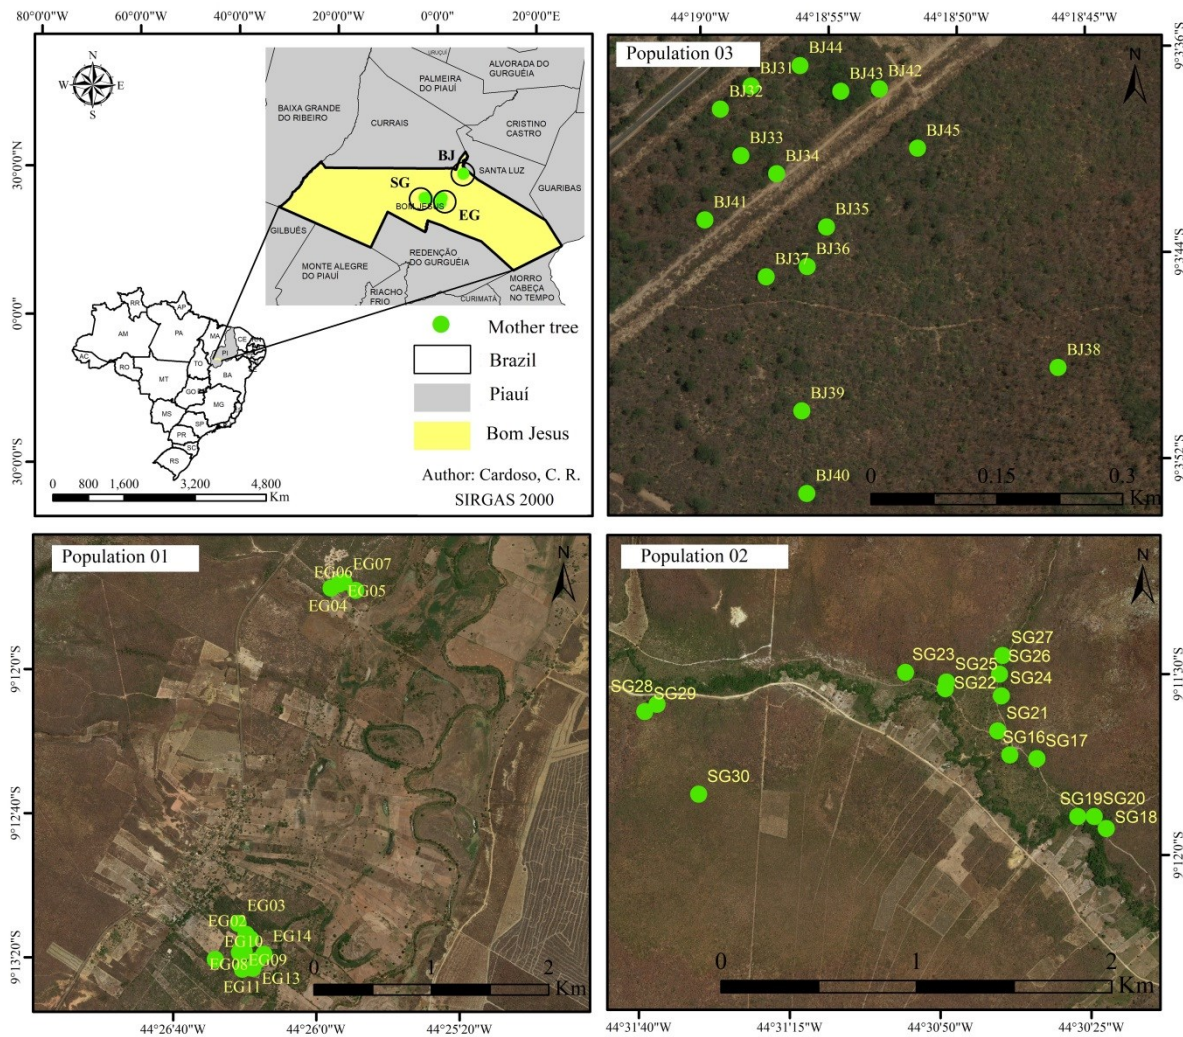 80°0'0"W
40°0'0"W
0°0'0"
20°0'0"E
N
W
E
S
URUÇUÍ
ALVORADA DO
GURGUÉIA
PALMEIRA
DO PIAUÍ
BAIXA GRANDE
DO RIBEIRO
CURRAIS
CRISTINO
CASTRO
BJ
SANTA LUZ
SG
GUARIBAS
BOM JESUS
EG
GILBUÉS
MONTE ALEGRE
DO PIAUÍ
REDENÇÃO
DO GURGUÉIA
MORRO
CABEÇA
NO TEMPO
RIACHO
FRIO
CURIMATÁ
30°0'0"N
0°0'0"
30°0'0"S
RR
AP
AM
PA
MA
CE
PI
AC
RO
TO
BA
MT
GO
MG
MS
SP
PR
SC
RS
Mother tree
Brazil
Piauí
Bom Jesus
Author: Cardoso, C. R.
SIRGAS 2000
0 800 1,600 3,200 4,800
Km
44°19'0"W
44°18'55"W
44°18'50"W
44°18'45"W
Population 03
N
BJ44
BJ31
BJ43
BJ42
BJ32
BJ33
BJ34
BJ45
BJ41
BJ35
BJ36
BJ37
BJ38
BJ39
BJ40
0 0.15 0.3
Km
9°3'36"S
9°3'44"S
9°3'52"S
Population 01
N
EG07
EG06
EG05
EG04
EG03
EG02
EG14
EG10
EG09
EG08
EG13
EG11
0 1 2
Km
9°12'0"S
9°12'40"S
9°13'20"S
44°26'40"W
44°26'0"W
44°25'20"W
Population 02
N
SG27
SG26
SG23
SG25
SG24
SG22
SG28
SG29
SG21
SG16
SG17
SG30
SG19
SG20
SG18
0 1 2
Km
9°11'30"S
9°12'0"S
44°31'40"W
44°31'15"W
44°30'50"W
44°30'25"W